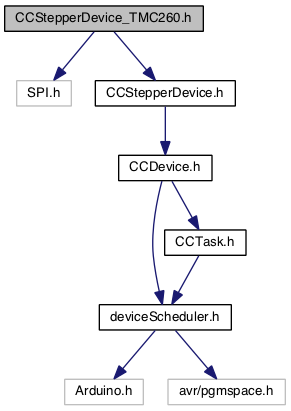 CCStepperDevice_TMC260.h
SPI.h
CCStepperDevice.h
CCDevice.h
CCTask.h
deviceScheduler.h
Arduino.h
avr/pgmspace.h